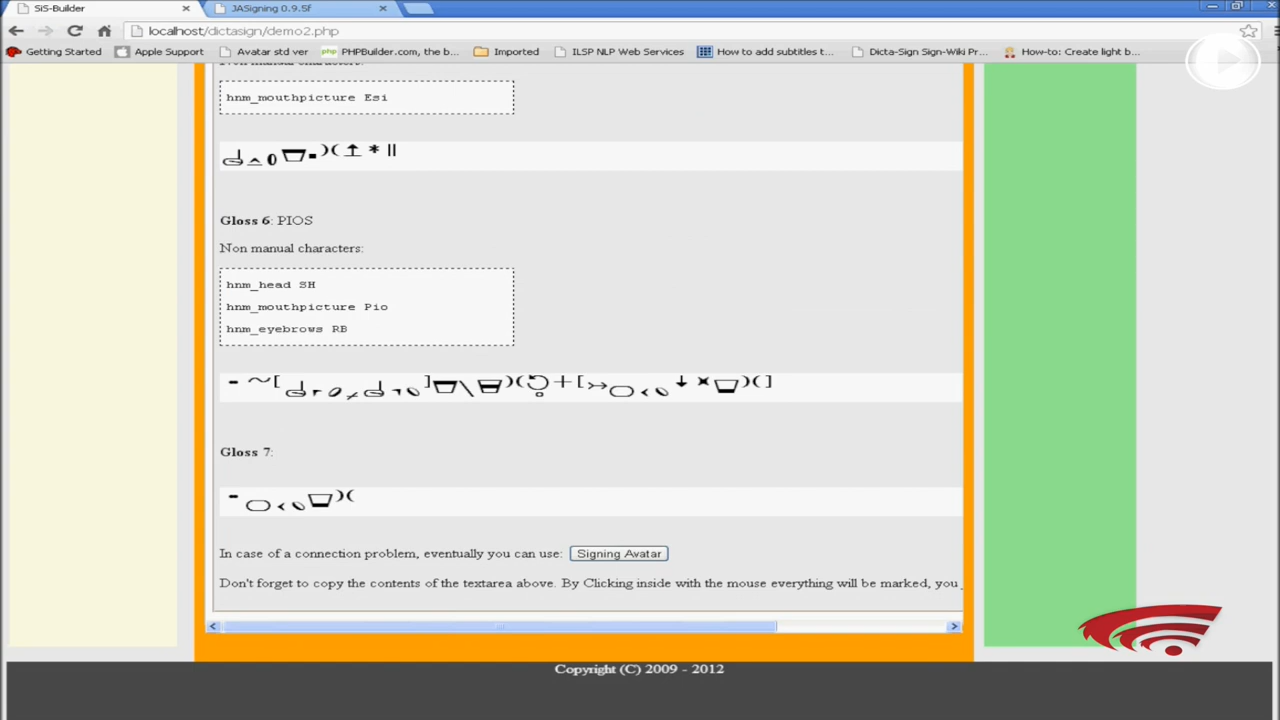 SiS-Builder
JASigning 0.9.5f
localhost/dictasign/demo2.php
Getting Started
Apple Support
Avatar std ver
PHPBuilder.com, the b...
Imported
ILSP NLP Web Services
How to add subtitles t...
Dicta-Sign Sign-Wiki Pr...
How-to: Create light b...
Non manual characters:
hnm_mouthpicture Esi
Gloss 6: PIOS
Non manual characters:
hnm_head SH
hnm_mouthpicture Pio
hnm_eyebrows RB
Gloss 7:
In case of a connection problem, eventually you can use: Signing Avatar
Don't forget to copy the contents of the textarea above. By Clicking inside with the mouse everything will be marked, you
Copyright (C) 2009 - 2012